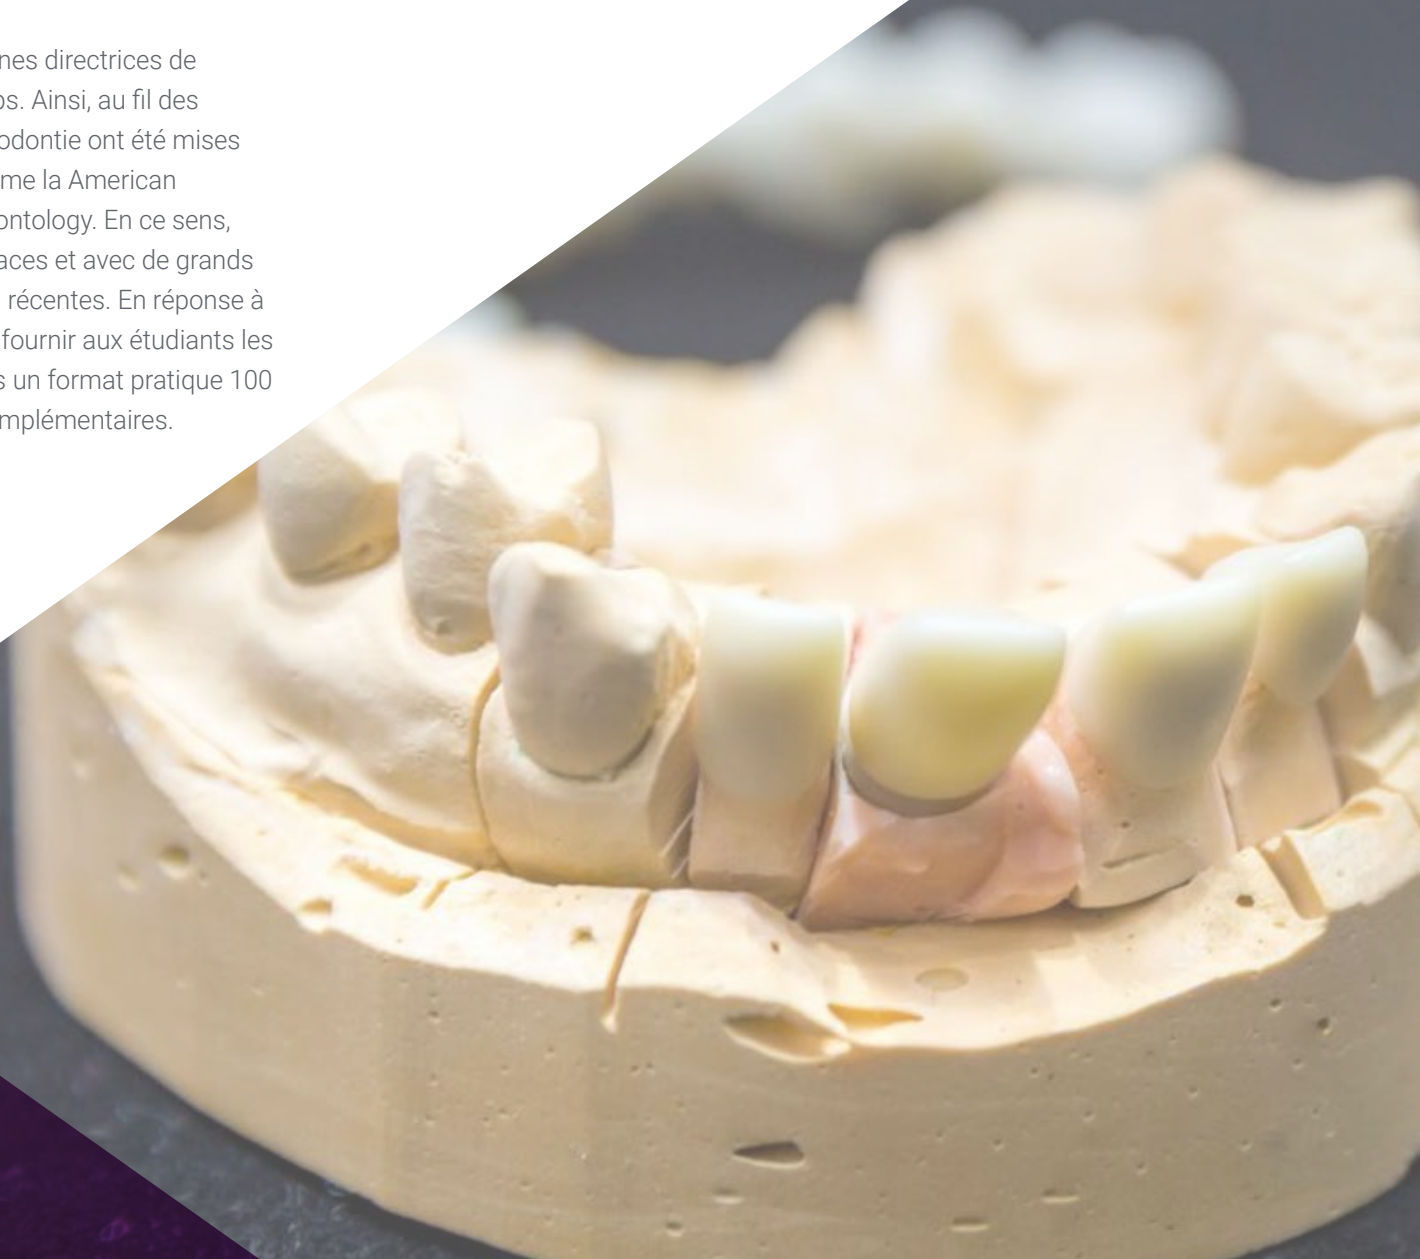 nes directrices de
os. Ainsi, au fil des
odontie ont été mises
me la American
ontology. En ce sens,
aces et avec de grands
récentes. En réponse à
fournir aux étudiants les
s un format pratique 100
mplémentaires.